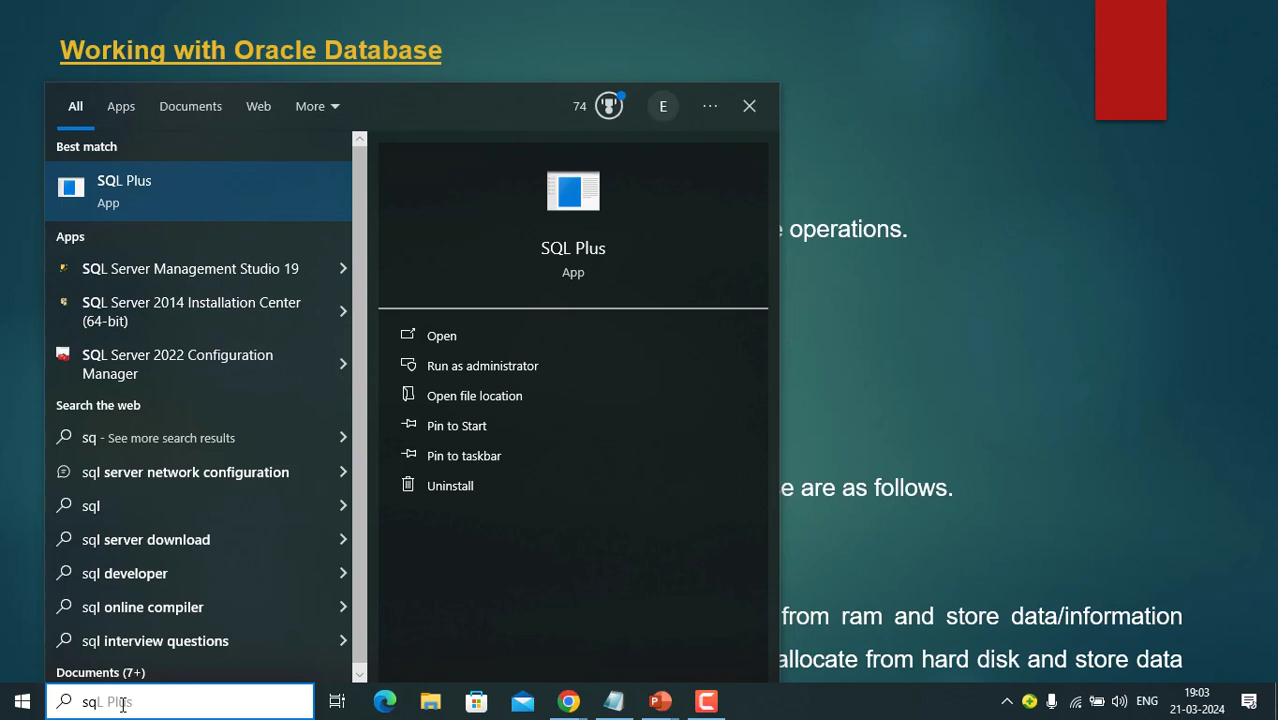 Working with Oracle Database
All Apps Documents Web More 74 E
Best match
SQL Plus
App
Apps
SQL Server Management Studio 19
SQL Server 2014 Installation Center
(64-bit)
SQL Server 2022 Configuration
Manager
Search the web
sq - See more search results
sql server network configuration
sql
sql server download
sql developer
sql online compiler
sql interview questions
Documents (7+)
SQL Plus
App
Open
Run as administrator
Open file location
Pin to Start
Pin to taskbar
Uninstall
operations.
are as follows.
from ram and store data/information
allocate from hard disk and store data
sqL Plus
ENG
19:03
21-03-2024